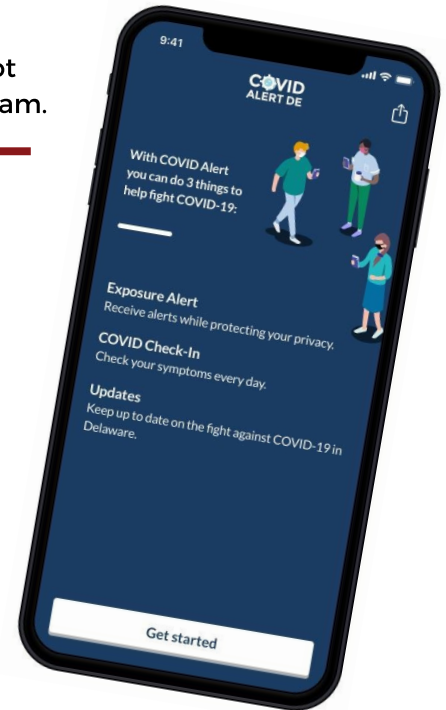 ot
am.
9:41
COVID
ALERT DE
With COVID Alert
you can do 3 things to
help fight COVID-19:
Exposure Alert
Receive alerts while protecting your privacy.
COVID Check-In
Check your symptoms every day.
Updates
Keep up to date on the fight against COVID-19 in
Delaware.
Get started